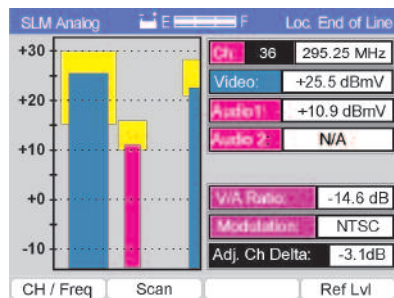 SLM Analog E F Loc. End of Line
+30
+20
+10
+0
-10
Ch: 36 295.25 MHz
Video: +25.5 dBmV
Audio1: +10.9 dBmV
Audio 2: N/A
V/A Ratio: -14.6 dB
Modulation: NTSC
Adj. Ch Delta: -3.1dB
CH / Freq Scan Ref Lvl